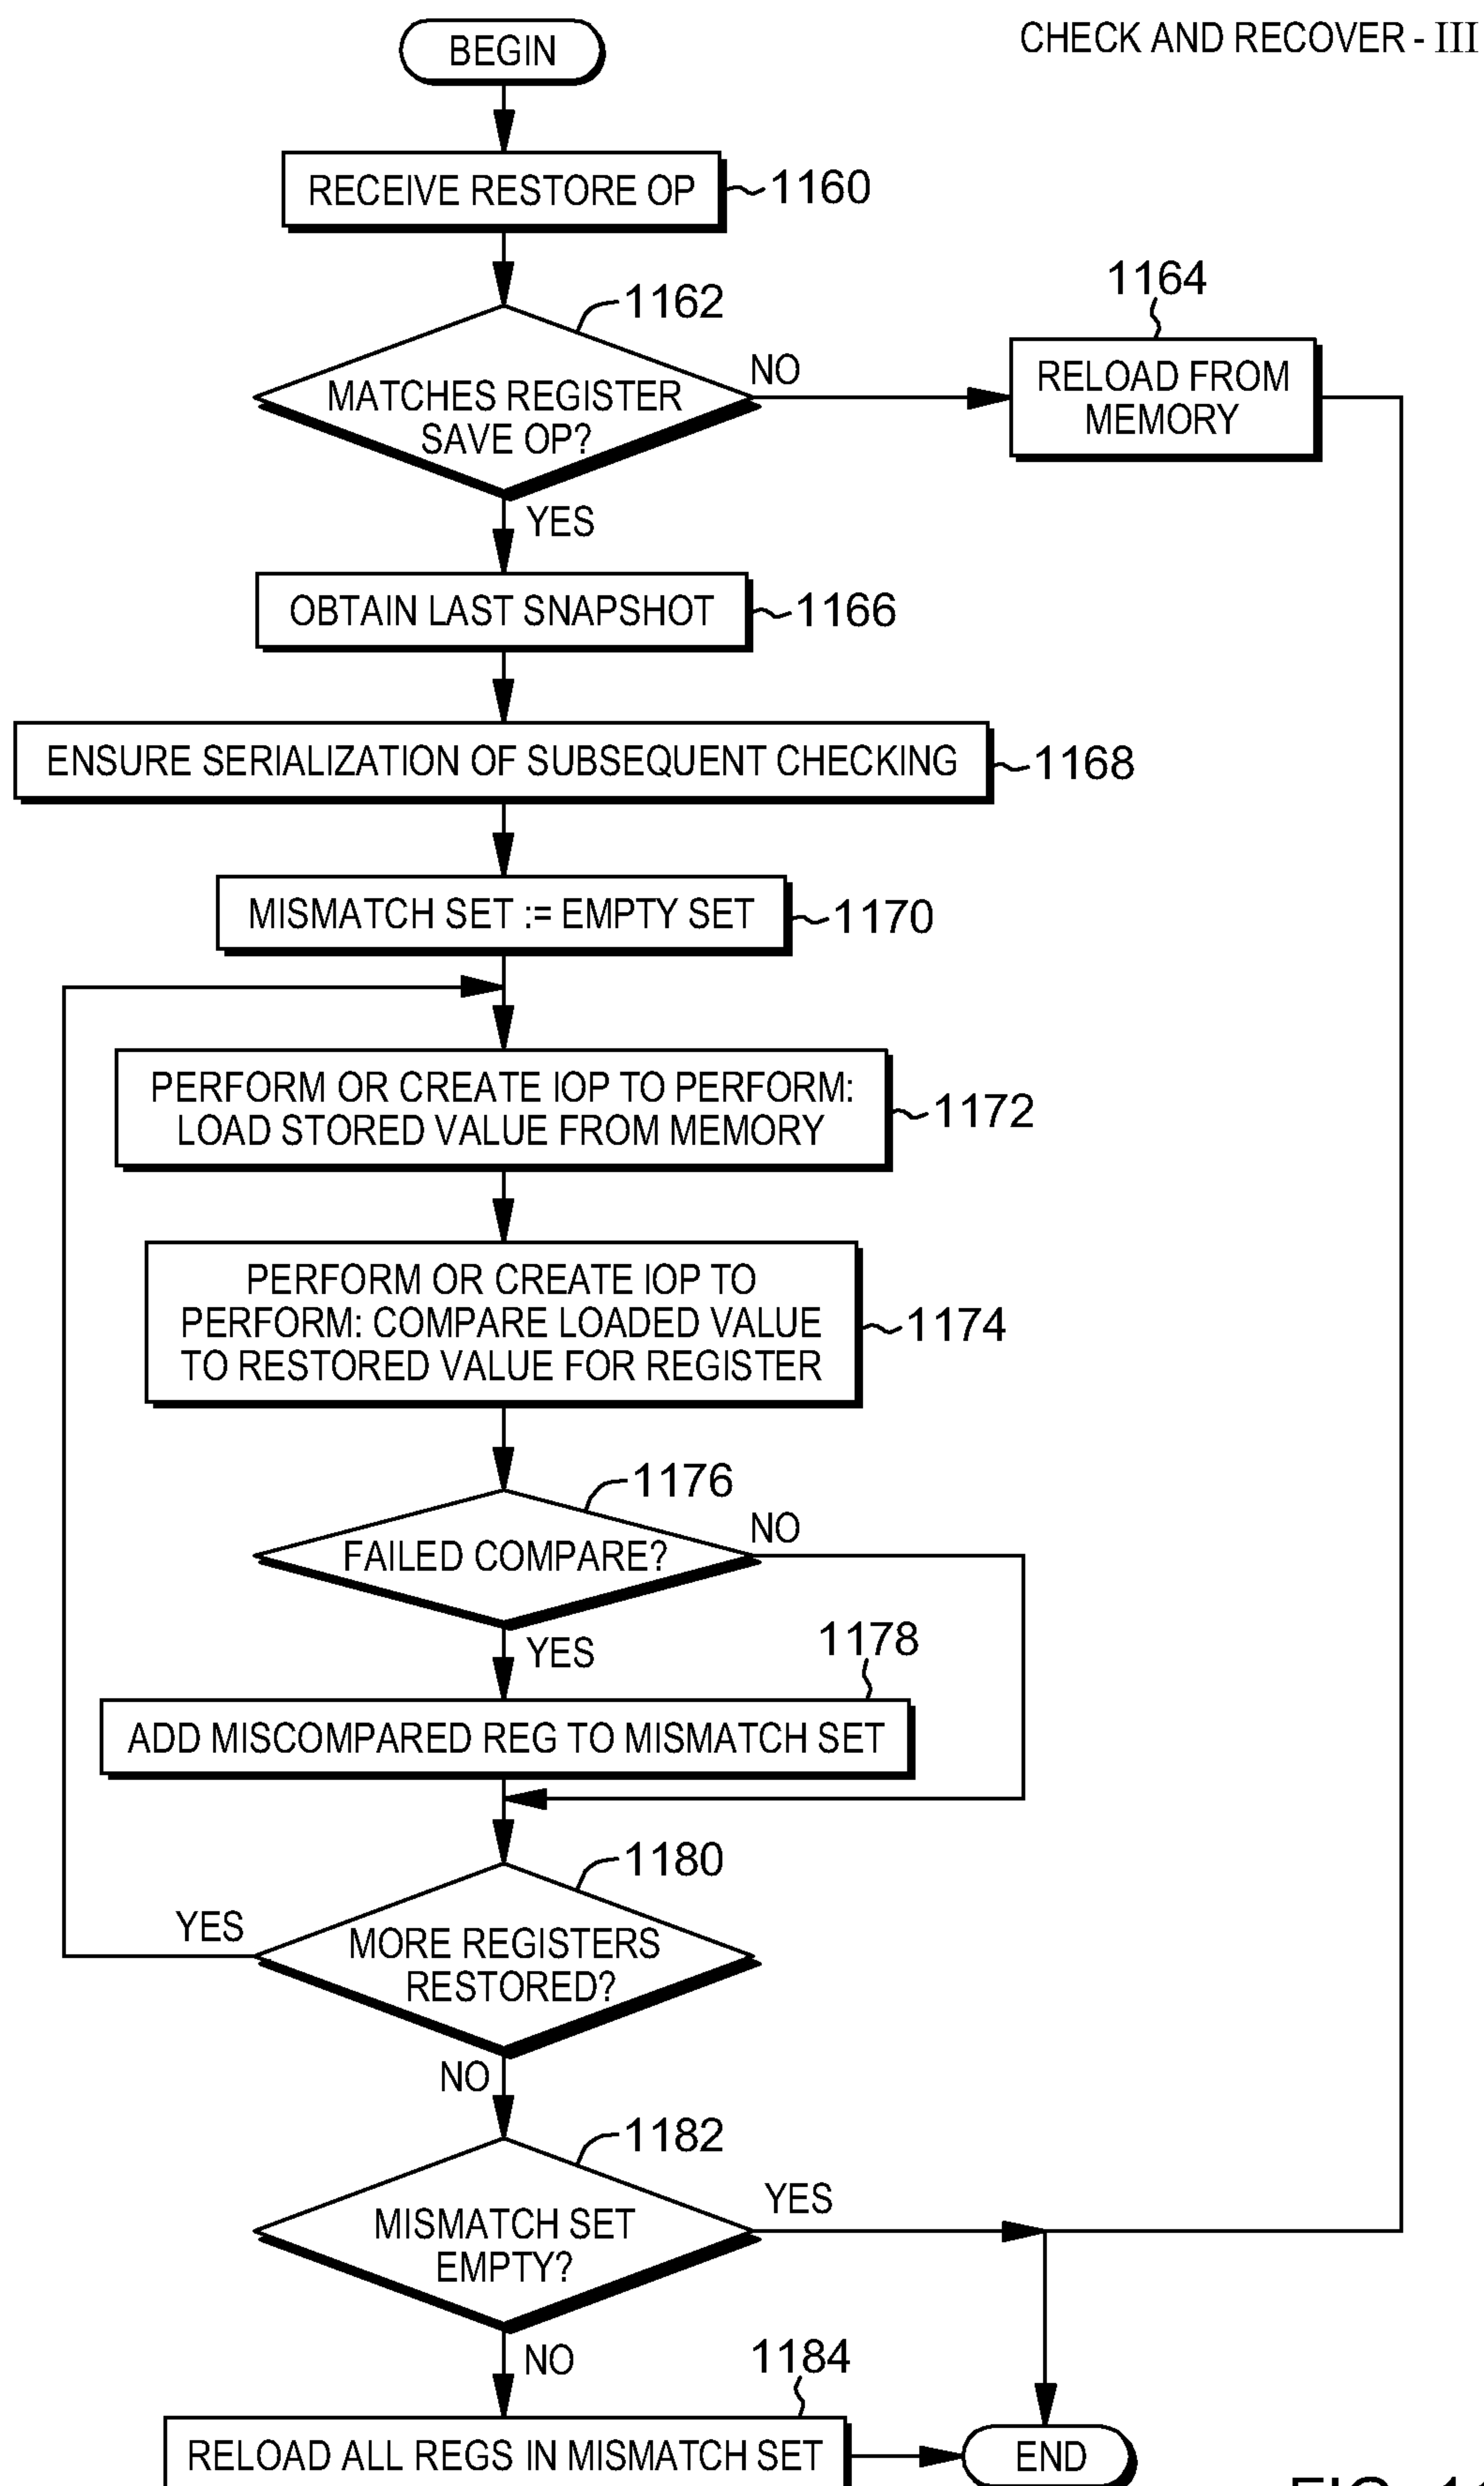 CHECK AND RECOVER - III
BEGIN
RECEIVE RESTORE OP
1160
1162
MATCHES REGISTER
SAVE OP?
NO
1164
RELOAD FROM
MEMORY
YES
OBTAIN LAST SNAPSHOT
1166
ENSURE SERIALIZATION OF SUBSEQUENT CHECKING
1168
MISMATCH SET := EMPTY SET
1170
PERFORM OR CREATE IOP TO PERFORM:
LOAD STORED VALUE FROM MEMORY
1172
PERFORM OR CREATE IOP TO
PERFORM: COMPARE LOADED VALUE
TO RESTORED VALUE FOR REGISTER
1174
1176
FAILED COMPARE?
NO
YES
1178
ADD MISCOMPARED REG TO MISMATCH SET
1180
MORE REGISTERS
RESTORED?
YES
NO
1182
MISMATCH SET
EMPTY?
YES
NO
1184
RELOAD ALL REGS IN MISMATCH SET
END